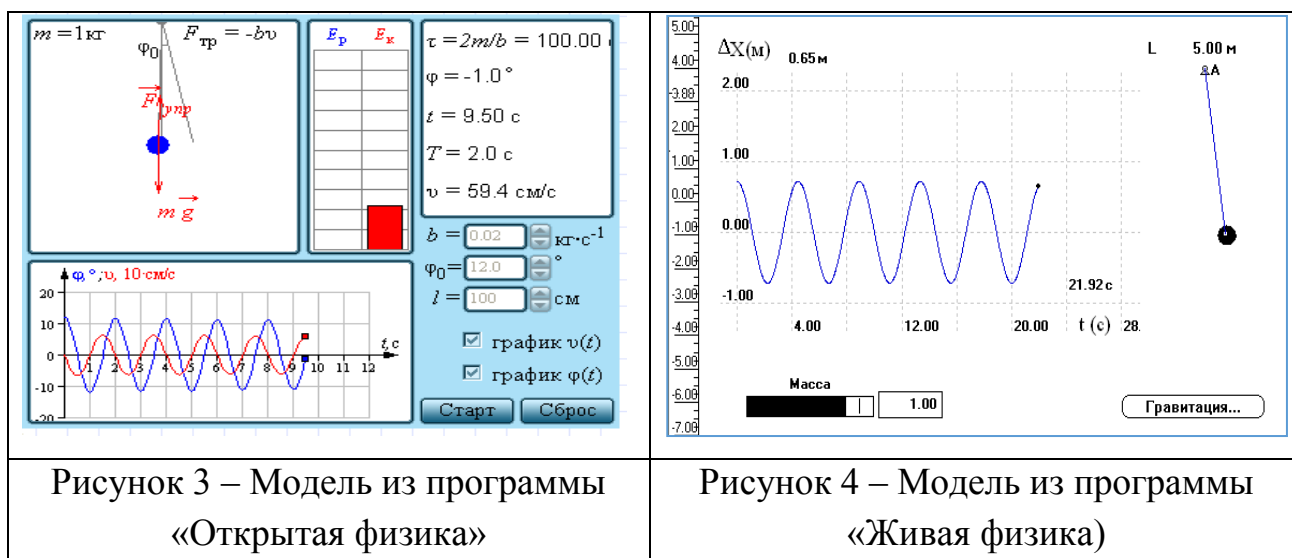 m = 1кг
F тр = -bυ
φ0
F упр
m g
Eр Eк
τ = 2m/b = 100.00
φ = -1.0°
t = 9.50 с
T = 2.0 с
υ = 59.4 см/с
b = 0.02 кг·с-1
φ0= 12.0 °
l = 100 см
график υ(t)
график φ(t)
Старт Сброс
φ,°; υ, 10·см/с
20
10
0 1 2 3 4 5 6 7 8 9 10 11 12 t,с
-10
-20
5.00
4.00
3.00
2.00
1.00
0.00
-1.00
-2.00
-3.00
-4.00
-5.00
-6.00
-7.00
ΔX(м) 0.65 м
2.00
1.00
0.00
-1.00
4.00 12.00 20.00 t (с) 28.
21.92 с
L 5.00 м
A
Масса
1.00
Гравитация...
Рисунок 3 – Модель из программы
«Открытая физика»
Рисунок 4 – Модель из программы
«Живая физика)